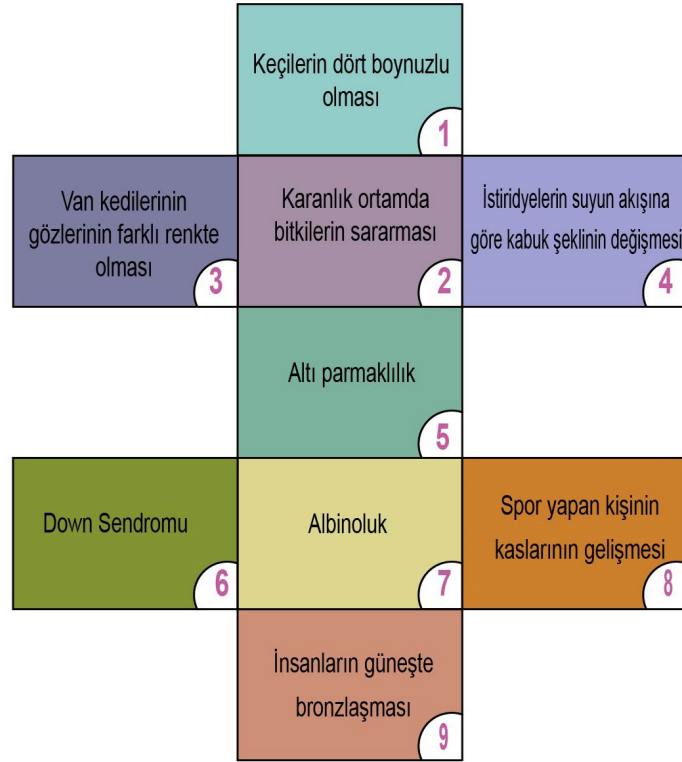 Keçilerin dört boynuzlu
olması
1
Van kedilerinin
gözlerinin farklı renkte
olması
3
Karanlık ortamda
bitkilerin sararması
2
İstiridyelerin suyun akışına
göre kabuk şeklinin değişmesi
4
Altı parmaklılık
5
Down Sendromu
6
Albinoluk
7
Spor yapan kişinin
kaslarının gelişmesi
8
İnsanların güneşte
bronzlaşması
9